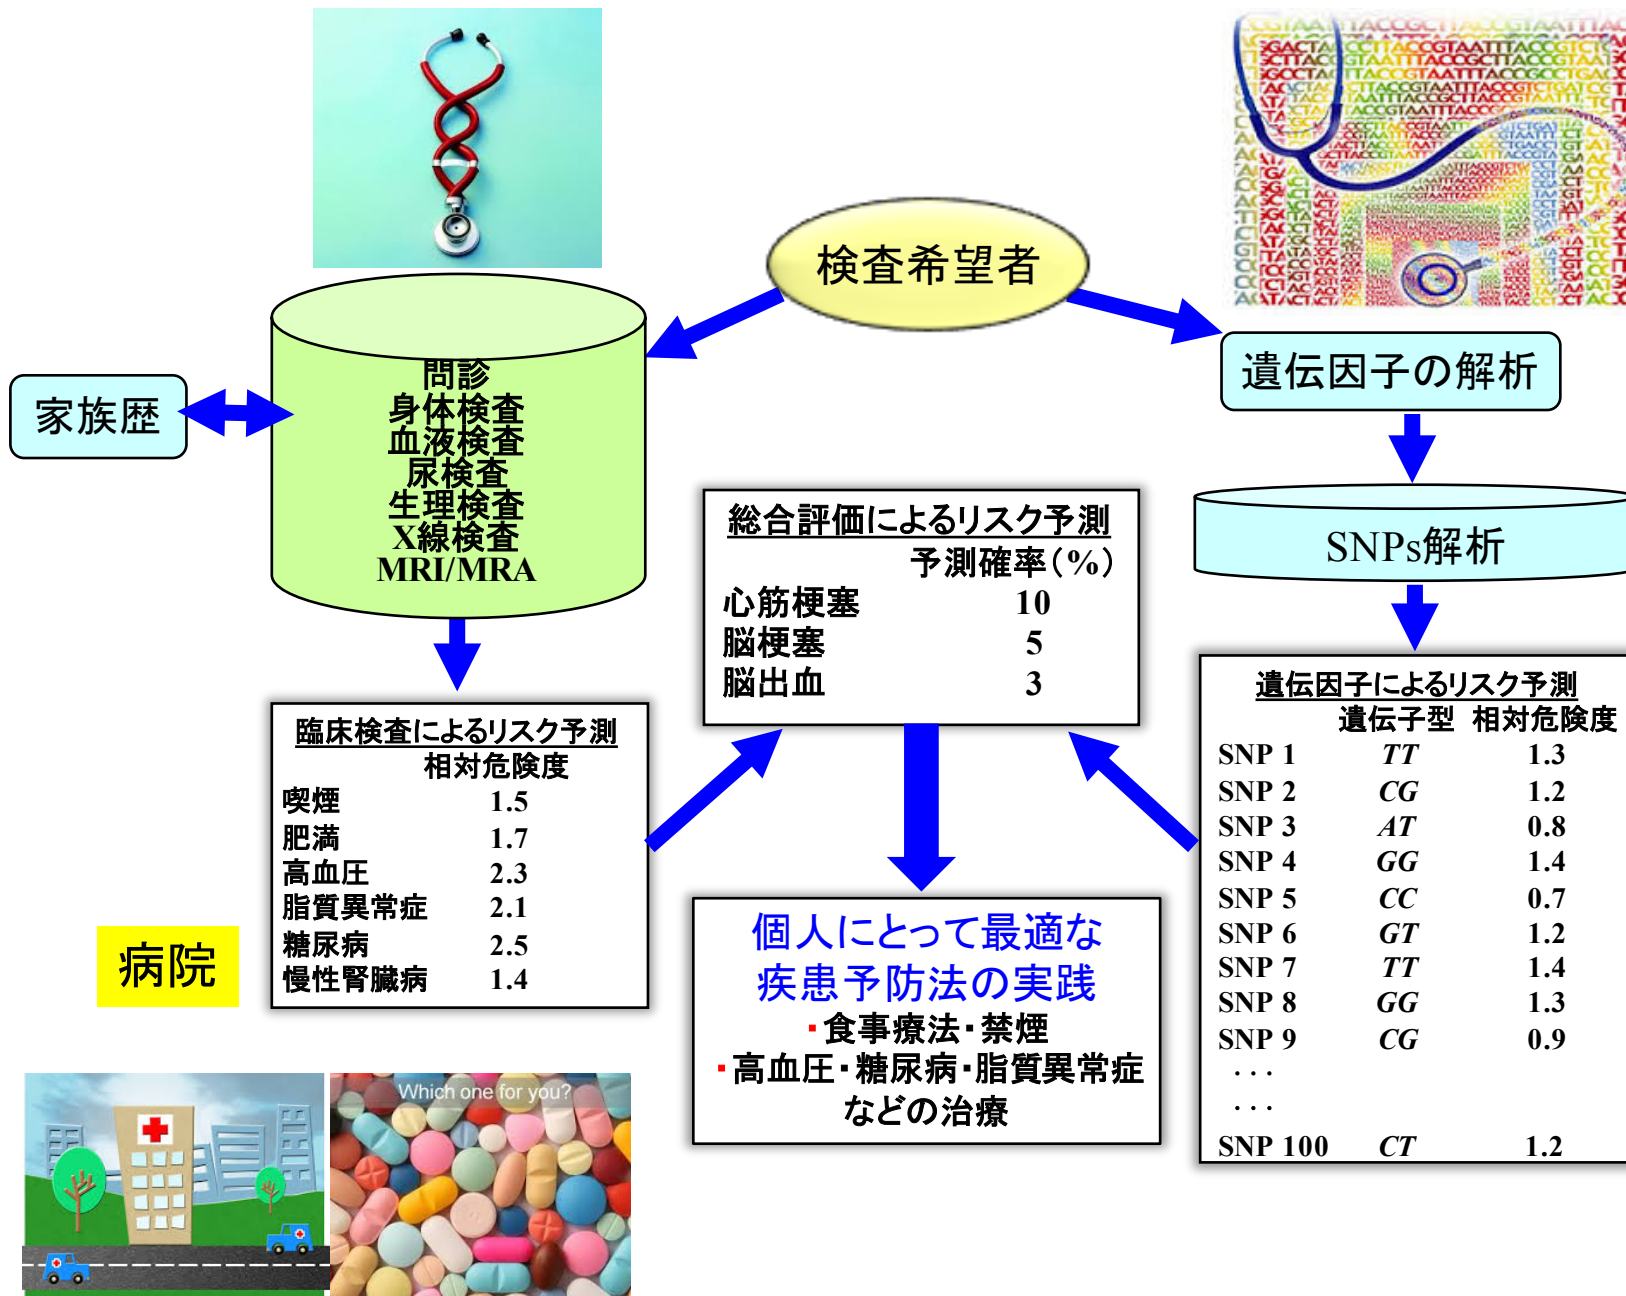 検査希望者
家族歴
問診
身体検査
血液検査
尿検査
生理検査
X線検査
MRI/MRA
遺伝因子の解析
SNPs解析
総合評価によるリスク予測
予測確率(%)
心筋梗塞 10
脳梗塞 5
脳出血 3
臨床検査によるリスク予測
相対危険度
喫煙 1.5
肥満 1.7
高血圧 2.3
脂質異常症 2.1
糖尿病 2.5
慢性腎臓病 1.4
遺伝因子によるリスク予測
遺伝子型 相対危険度
SNP 1 TT 1.3
SNP 2 CG 1.2
SNP 3 AT 0.8
SNP 4 GG 1.4
SNP 5 CC 0.7
SNP 6 GT 1.2
SNP 7 TT 1.4
SNP 8 GG 1.3
SNP 9 CG 0.9
. . .
. . .
SNP 100 CT 1.2
個人にとって最適な
疾患予防法の実践
・食事療法・禁煙
・高血圧・糖尿病・脂質異常症
などの治療
病院
Which one for you?